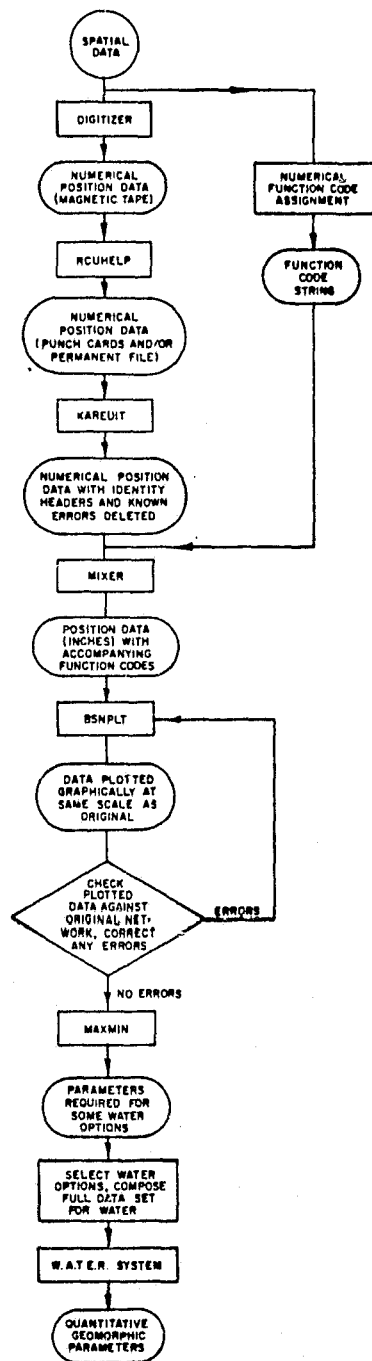 SPATIAL
DATA
DIGITIZER
NUMERICAL
POSITION DATA
(MAGNETIC TAPE)
NUMERICAL
FUNCTION CODE
ASSIGNMENT
FUNCTION
CODE
STRING
RCUHELP
NUMERICAL
POSITION DATA
(PUNCH CARDS AND/OR
PERMANENT FILE)
KAREUIT
NUMERICAL POSITION
DATA WITH IDENTITY
HEADERS AND KNOWN
ERRORS DELETED
MIXER
POSITION DATA
(INCHES) WITH
ACCOMPANYING
FUNCTION CODES
BSNPLT
DATA PLOTTED
GRAPHICALLY AT
SAME SCALE AS
ORIGINAL
CHECK
PLOTTED
DATA AGAINST
ORIGINAL NET-
WORK, CORRECT
ANY ERRORS
ERRORS
NO ERRORS
MAXMIN
PARAMETERS
REQUIRED FOR
SOME WATER
OPTIONS
SELECT WATER
OPTIONS, COMPOSE
FULL DATA SET
FOR WATER
W.A.T.E.R. SYSTEM
QUANTITATIVE
GEOMORPHIC
PARAMETERS